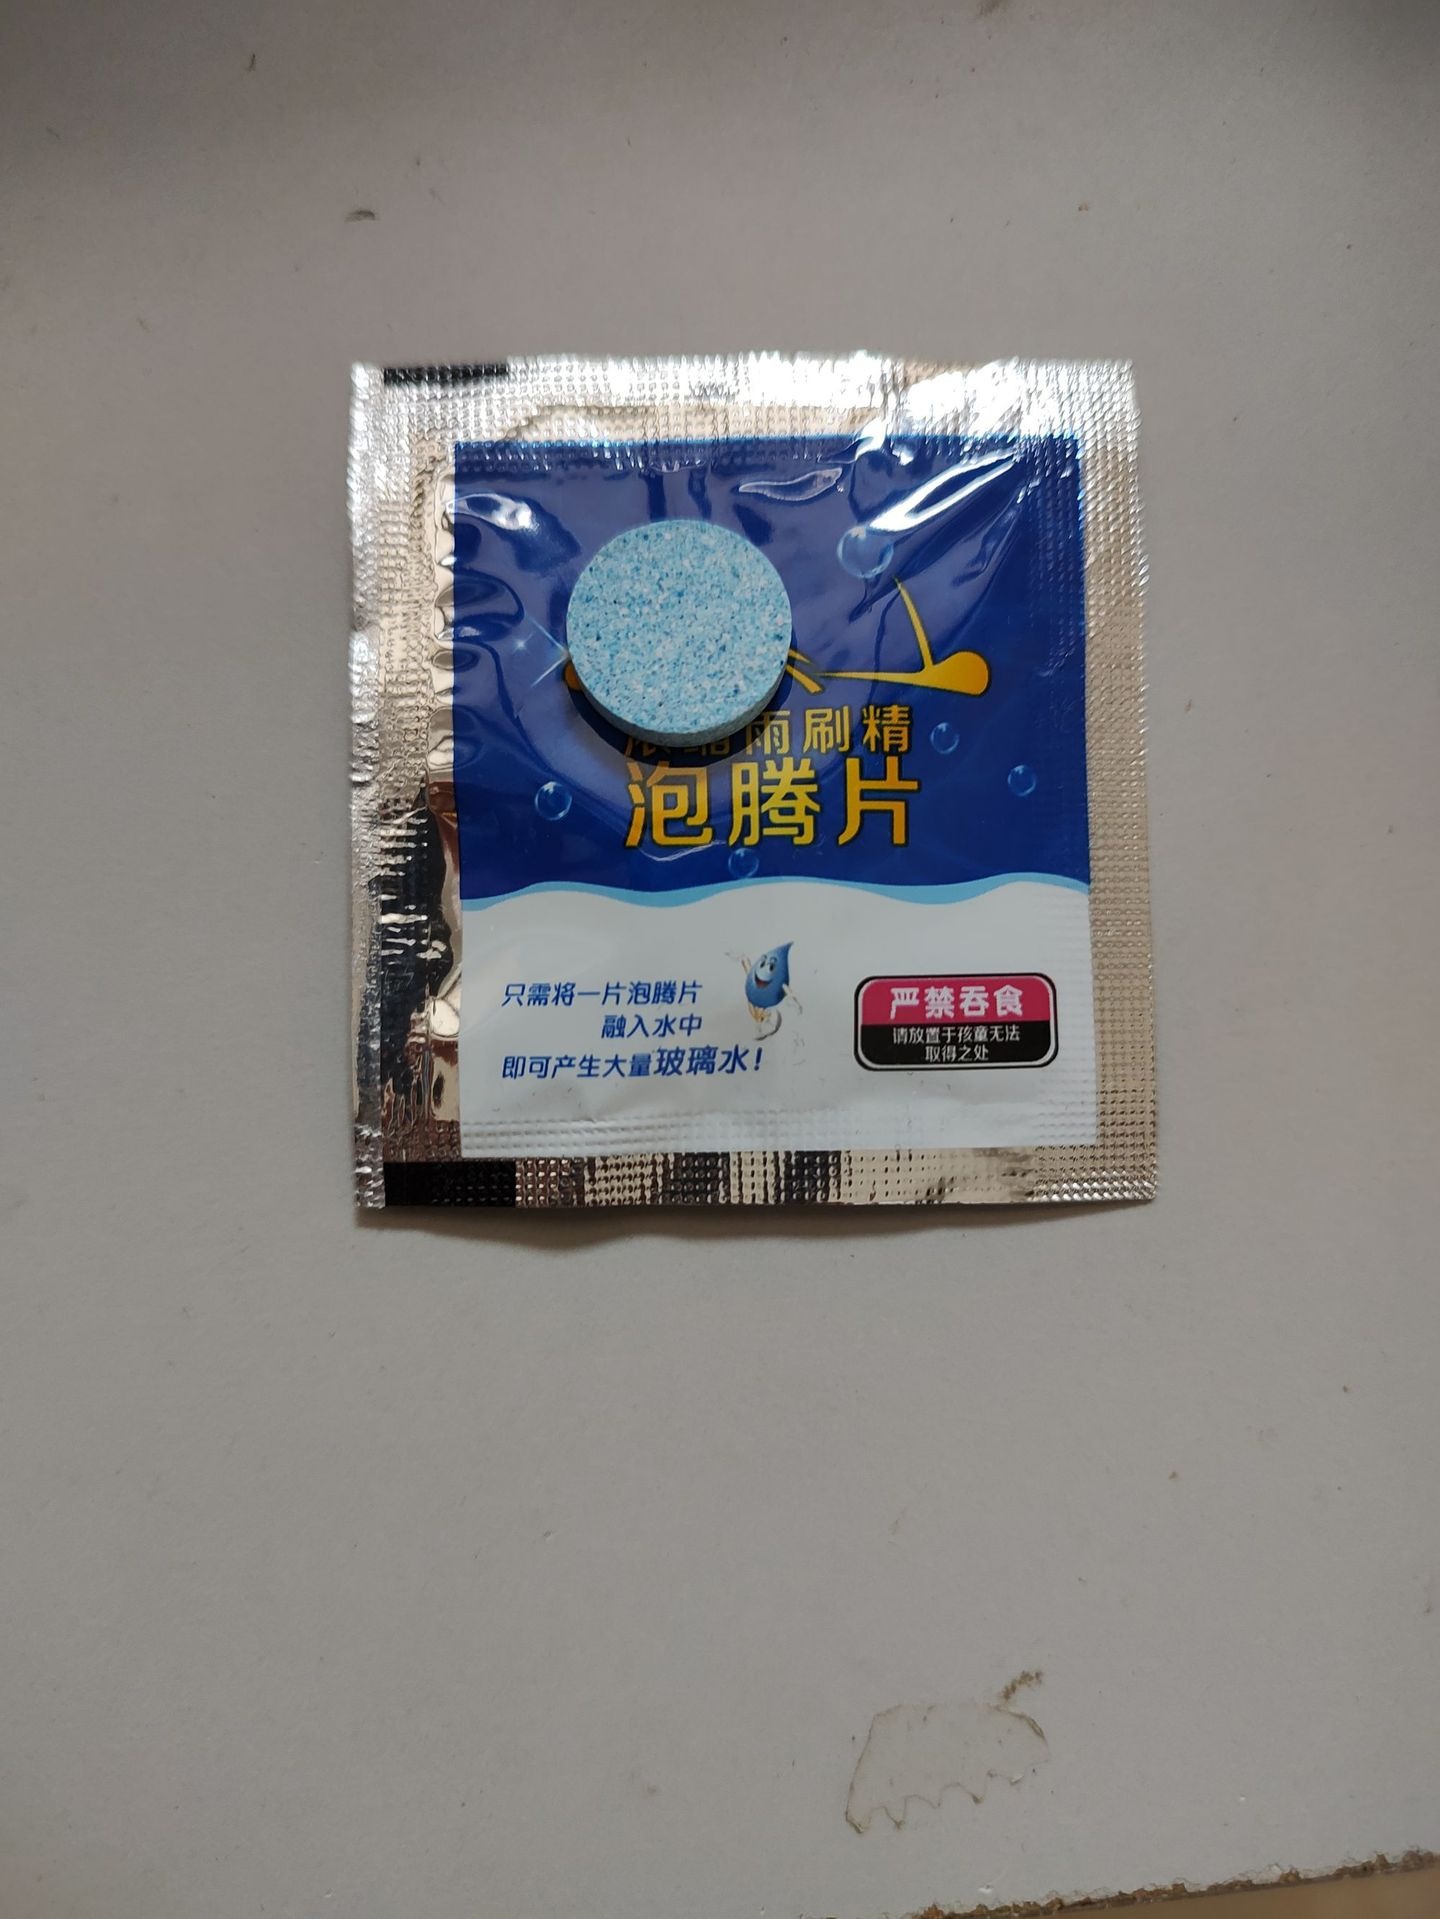 浓缩雨刷精
泡腾片
只需将一片泡腾片
融入水中
即可产生大量玻璃水！
严禁吞食
请放置于孩童无法
取得之处